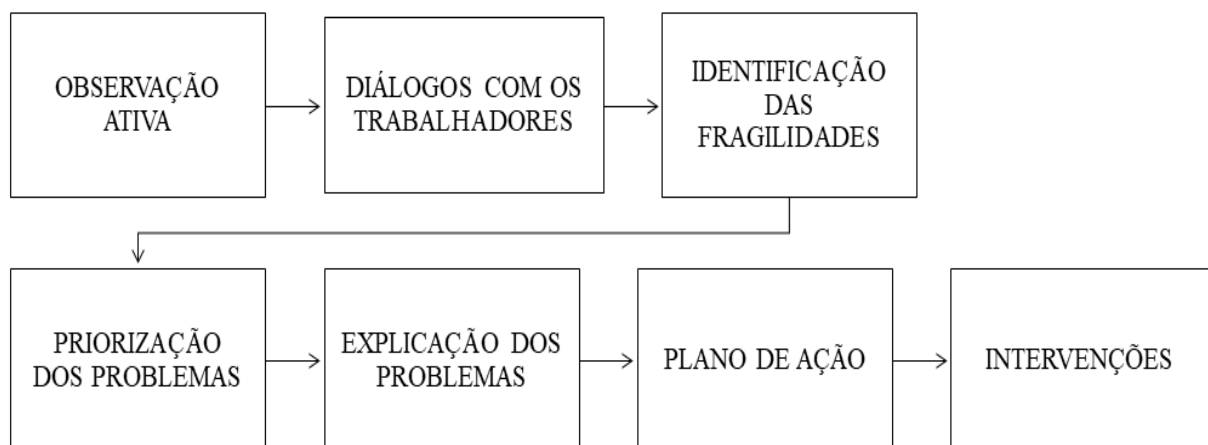 OBSERVAÇÃO
ATIVA
DIÁLOGOS COM OS
TRABALHADORES
IDENTIFICAÇÃO
DAS
FRAGILIDADES
PRIORIZAÇÃO
DOS PROBLEMAS
EXPLICAÇÃO DOS
PROBLEMAS
PLANO DE AÇÃO
INTERVENÇÕES